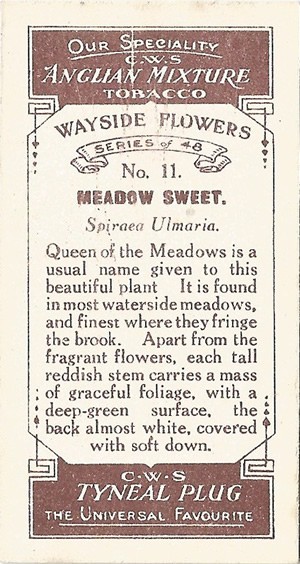 Our Speciality
C.W.S
Anglian Mixture
Tobacco
Wayside Flowers
Series of 48
No. 11.
MEADOW SWEET.
Spiraea Ulmaria.
Queen of the Meadows is a
usual name given to this
beautiful plant It is found
in most waterside meadows,
and finest where they fringe
the brook. Apart from the
fragrant flowers, each tall
reddish stem carries a mass
of graceful foliage, with a
deep-green surface, the
back almost white, covered
with soft down.
C.W.S
Tyneal Plug
The Universal Favourite